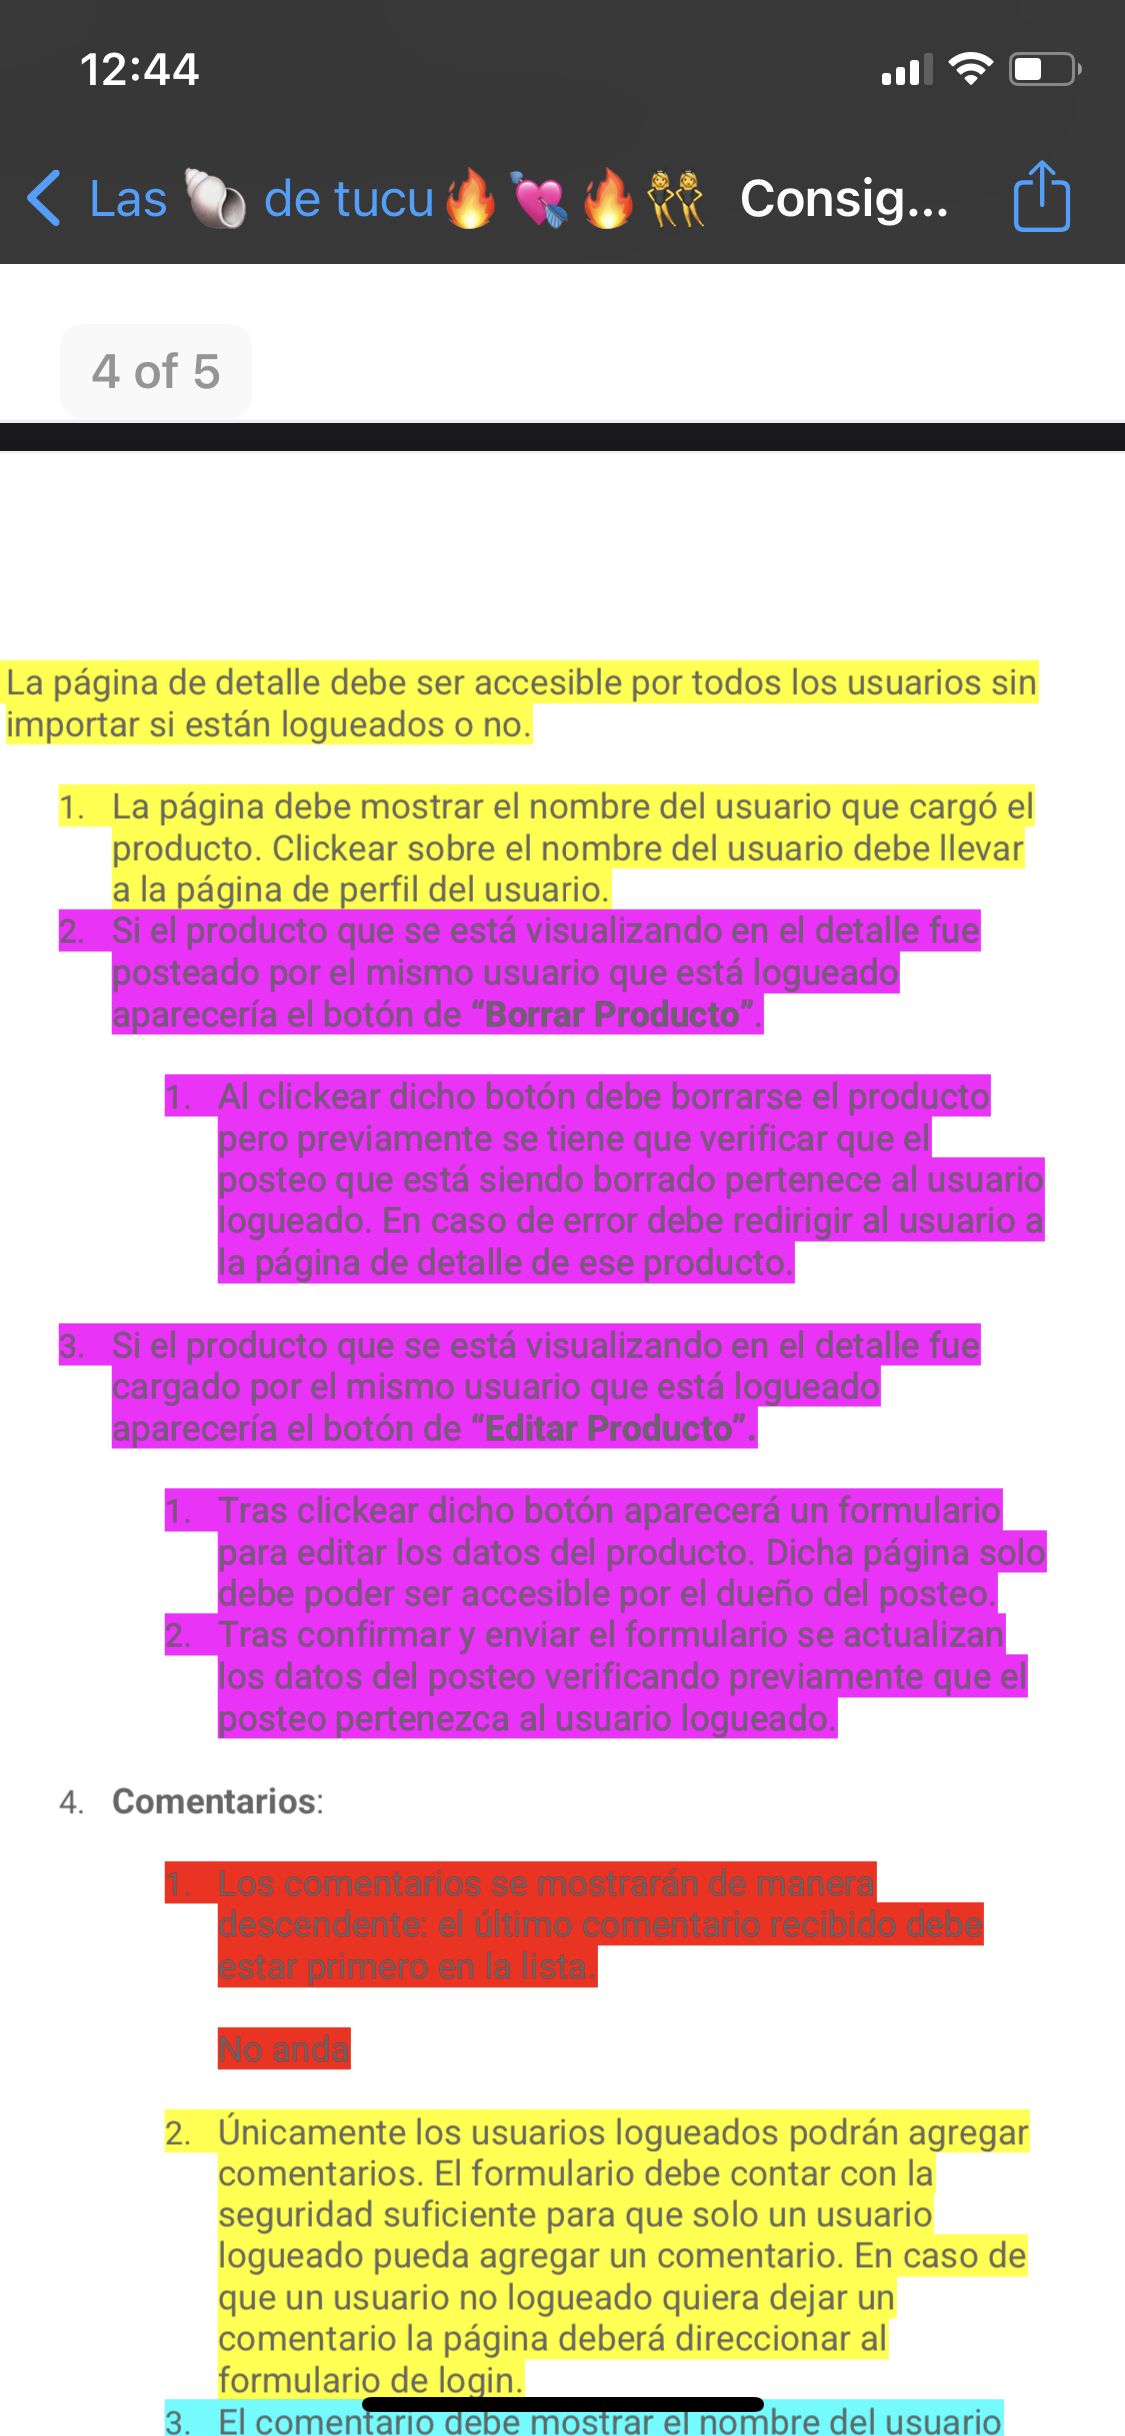 12:44
Las 🐚 de tucu🔥💘🔥👯‍♀️ Consig...
4 of 5
La página de detalle debe ser accesible por todos los usuarios sin
importar si están logueados o no.
1. La página debe mostrar el nombre del usuario que cargó el
producto. Clickear sobre el nombre del usuario debe llevar
a la página de perfil del usuario.
2. Si el producto que se está visualizando en el detalle fue
posteado por el mismo usuario que está logueado
aparecería el botón de “Borrar Producto”.
1. Al clickear dicho botón debe borrarse el producto
pero previamente se tiene que verificar que el
posteo que está siendo borrado pertenece al usuario
logueado. En caso de error debe redirigir al usuario a
la página de detalle de ese producto.
3. Si el producto que se está visualizando en el detalle fue
cargado por el mismo usuario que está logueado
aparecería el botón de “Editar Producto”.
1. Tras clickear dicho botón aparecerá un formulario
para editar los datos del producto. Dicha página solo
debe poder ser accesible por el dueño del posteo.
2. Tras confirmar y enviar el formulario se actualizan
los datos del posteo verificando previamente que el
posteo pertenezca al usuario logueado.
4. Comentarios:
1. Los comentarios se mostrarán de manera
descendente: el último comentario recibido debe
estar primero en la lista.
No anda
2. Únicamente los usuarios logueados podrán agregar
comentarios. El formulario debe contar con la
seguridad suficiente para que solo un usuario
logueado pueda agregar un comentario. En caso de
que un usuario no logueado quiera dejar un
comentario la página deberá direccionar al
formulario de login.
3. El comentario debe mostrar el nombre del usuario